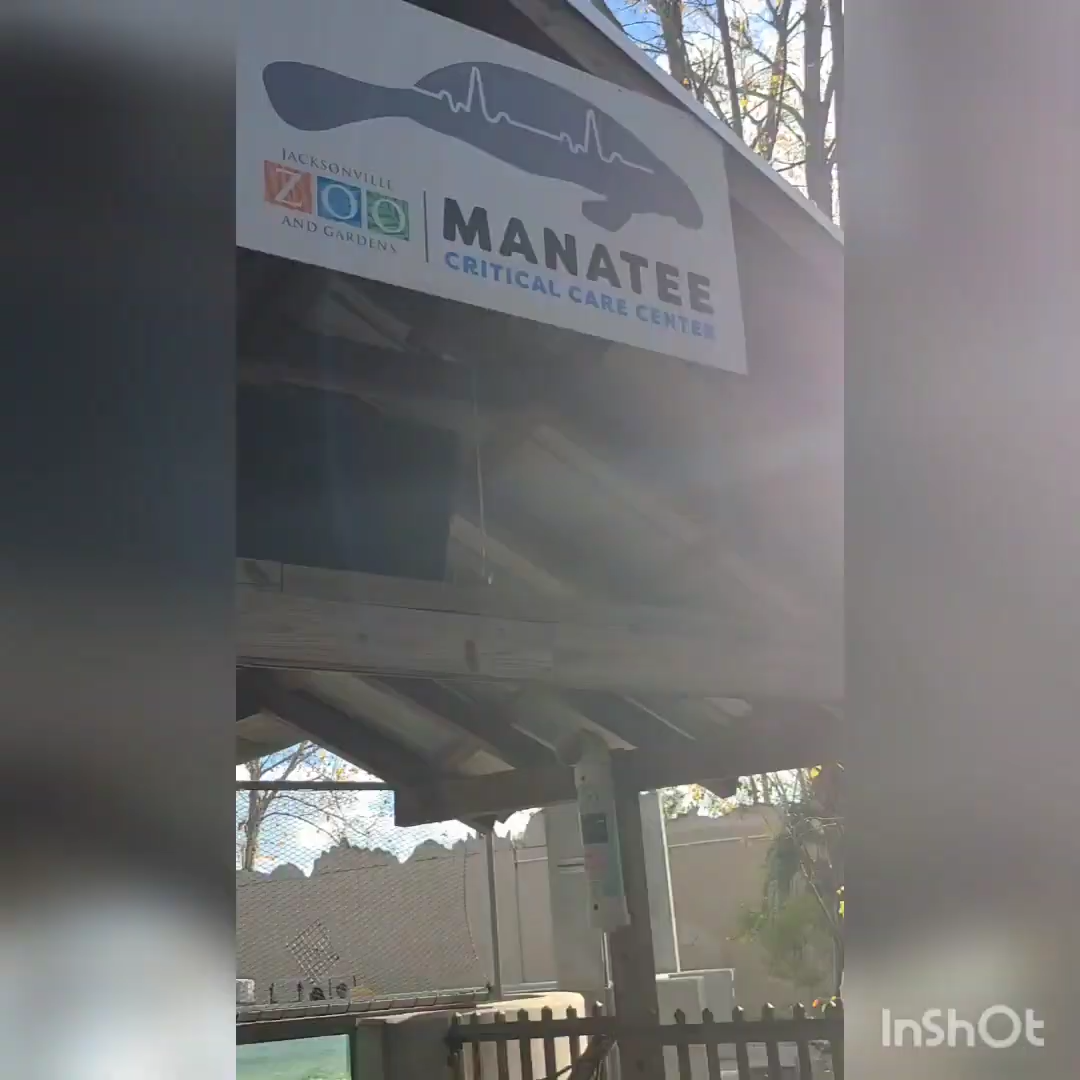 JACKSONVILLE
ZOO
AND GARDENS
MANATEE
CRITICAL CARE CENTER
InShOt